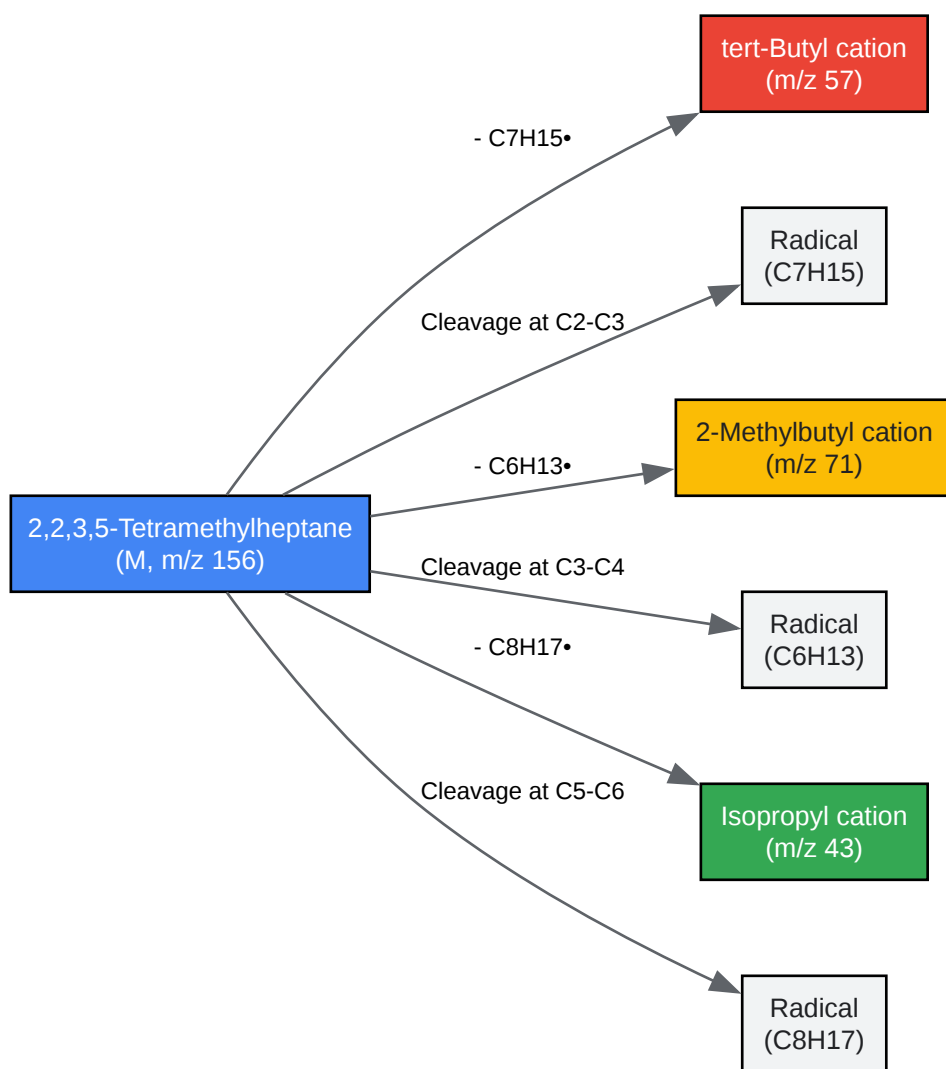 tert-Butyl cation
(m/z 57)
- C7H15•
Radical
(C7H15)
Cleavage at C2-C3
2-Methylbutyl cation
(m/z 71)
- C6H13•
2,2,3,5-Tetramethylheptane
(M, m/z 156)
Cleavage at C3-C4
Radical
(C6H13)
- C8H17•
Cleavage at C5-C6
Isopropyl cation
(m/z 43)
Radical
(C8H17)